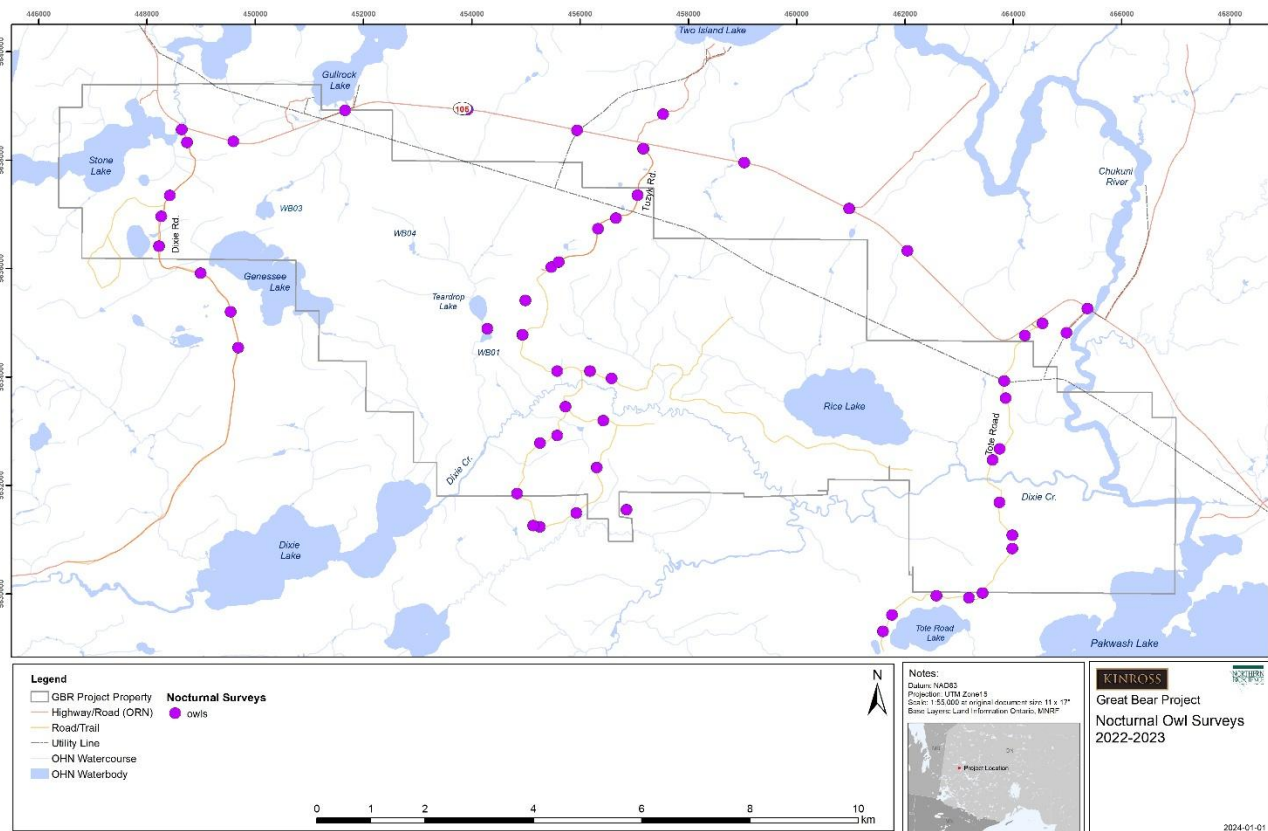 446000 448000 450000 452000 454000 456000 458000 460000 462000 464000 466000 468000
Two Island Lake
Gullrock
Lake
105
Stone
Lake
Chukuni
River
WB03
Dixie Rd.
Tuzyk Rd.
WB04
Genessee
Lake
Teardrop
Lake
WB01
Rice Lake
Tote Road
Dixie Cr.
Dixie Cr.
Dixie
Lake
Tote Road
Lake
Pakwash Lake
5638000
5636000
5634000
5632000
5630000
Legend
GBR Project Property
Highway/Road (ORN)
Road/Trail
Utility Line
OHN Watercourse
OHN Waterbody
Nocturnal Surveys
owls
N
0 1 2 4 6 8 10
km
Notes:
Datum: NAD83
Projection: UTM Zone15
Scale: 1:55,000 at original document size 11 x 17"
Base Layers: Land Information Ontario, MNRF
Project Location
KINROSS
Great Bear Project
Nocturnal Owl Surveys
2022-2023
2024-01-01